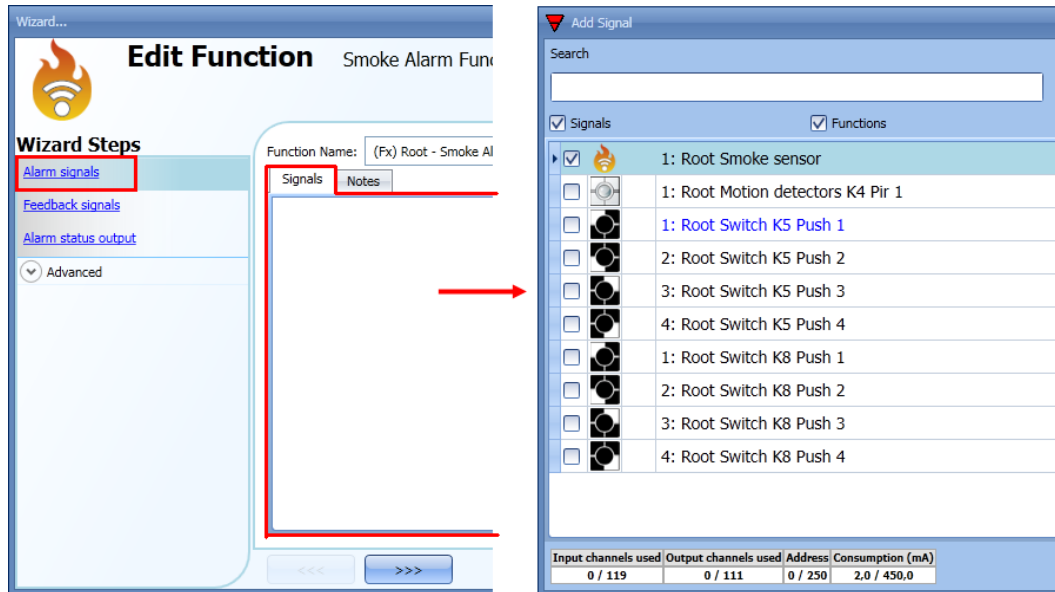 Wizard...
Edit Function Smoke Alarm Func
Wizard Steps
Alarm signals
Feedback signals
Alarm status output
Advanced
Function Name: (Fx) Root - Smoke Al
Signals Notes
<<< >>>
Add Signal
Search
Signals Functions
1: Root Smoke sensor
1: Root Motion detectors K4 Pir 1
1: Root Switch K5 Push 1
2: Root Switch K5 Push 2
3: Root Switch K5 Push 3
4: Root Switch K5 Push 4
1: Root Switch K8 Push 1
2: Root Switch K8 Push 2
3: Root Switch K8 Push 3
4: Root Switch K8 Push 4
Input channels used Output channels used Address Consumption (mA)
0 / 119 0 / 111 0 / 250 2,0 / 450,0